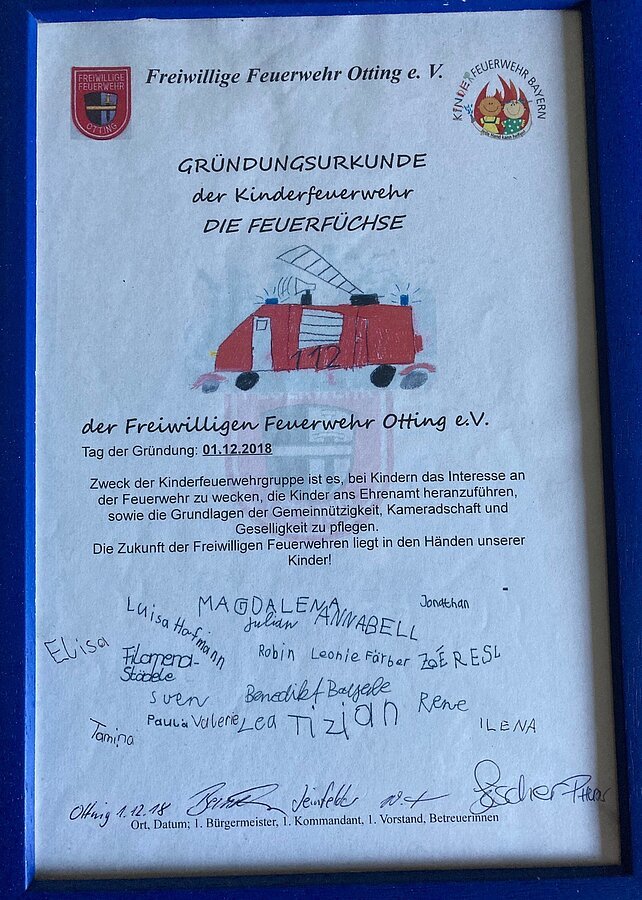 FREIWILLIGE
FEUERWEHR
OTTING
Freiwillige Feuerwehr Otting e. V.
KINDERFEUERWEHR BAYERN
GRÜNDUNGSURKUNDE
der Kinderfeuerwehr
DIE FEUERFÜCHSE
112
der Freiwilligen Feuerwehr Otting e.V.
Tag der Gründung: 01.12.2018
Zweck der Kinderfeuerwehrgruppe ist es, bei Kindern das Interesse an
der Feuerwehr zu wecken, die Kinder ans Ehrenamt heranzuführen,
sowie die Grundlagen der Gemeinnützigkeit, Kameradschaft und
Geselligkeit zu pflegen.
Die Zukunft der Freiwilligen Feuerwehren liegt in den Händen unserer
Kinder!
Luisa Hofmann MAGDALENA Jonathan
Julian ANNABELL
Elisa Filomena Robin Leonie Färber ZOÉ RESL
Städele
Sven Benedikt Rene
Tamina Paula Valerie Lea Tizian ILENA
Otting 1.12.18
Ort, Datum; 1. Bürgermeister, 1. Kommandant, 1. Vorstand, Betreuerinnen